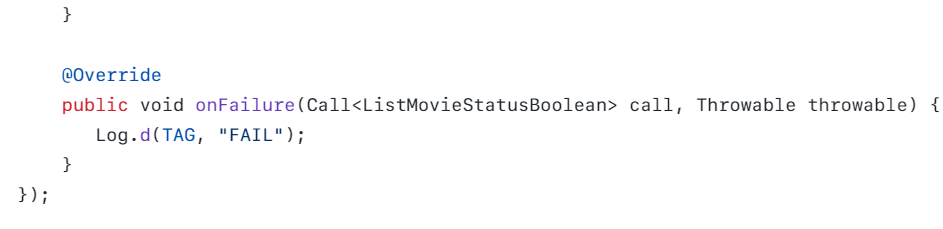 }
@Override
public void onFailure(Call<ListMovieStatusBoolean> call, Throwable throwable) {
Log.d(TAG, "FAIL");
}
});